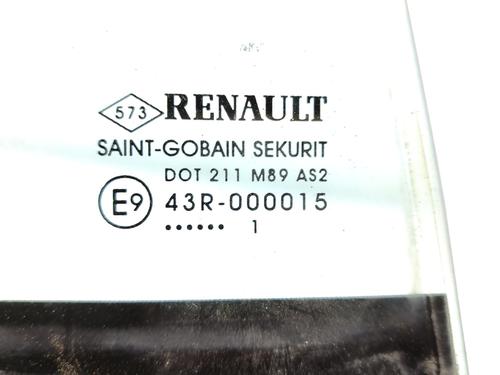 573 RENAULT
SAINT-GOBAIN SEKURIT
DOT 211 M89 AS2
E9 43R-000015
...... 1